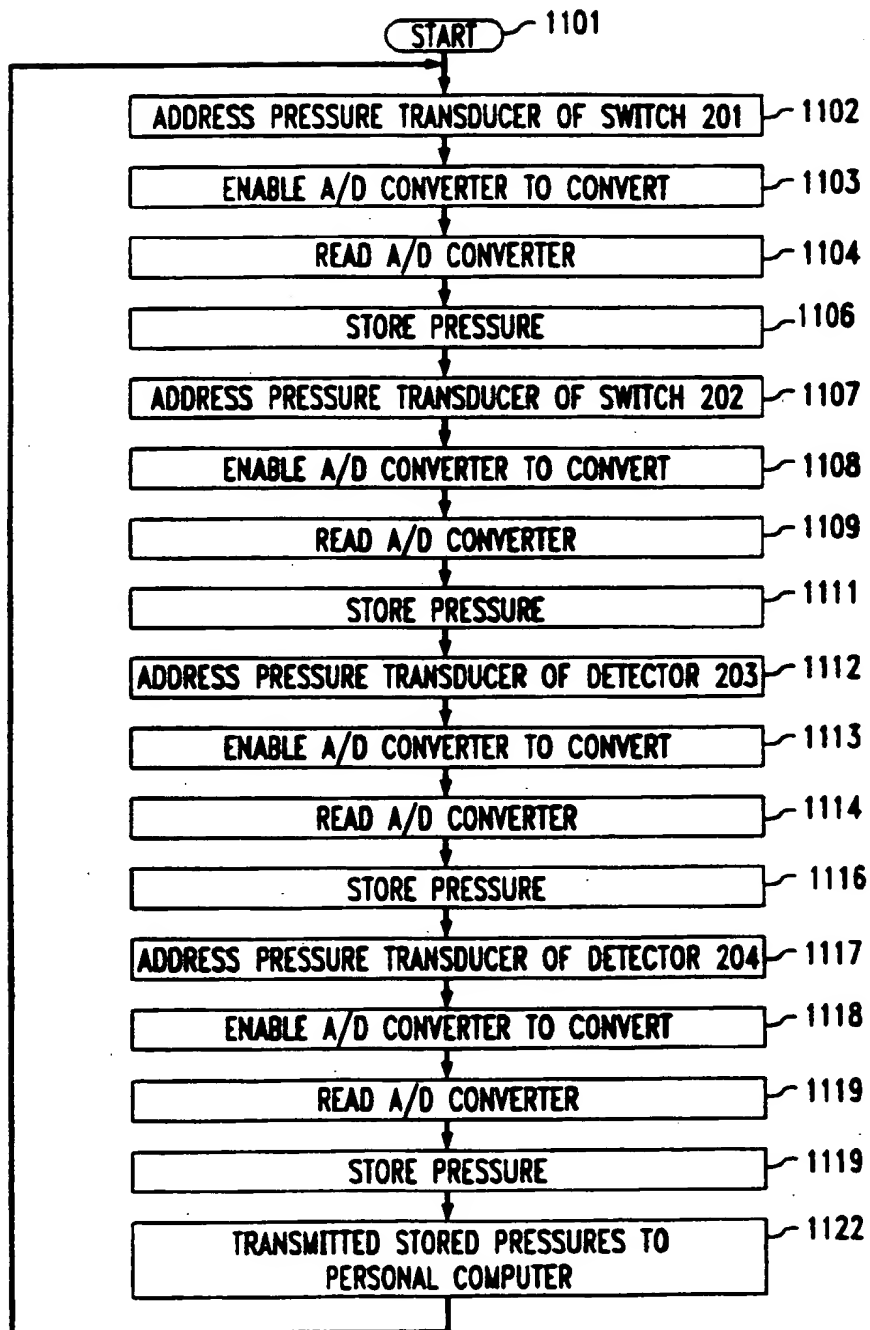 START 1101
ADDRESS PRESSURE TRANSDUCER OF SWITCH 201 1102
ENABLE A/D CONVERTER TO CONVERT 1103
READ A/D CONVERTER 1104
STORE PRESSURE 1106
ADDRESS PRESSURE TRANSDUCER OF SWITCH 202 1107
ENABLE A/D CONVERTER TO CONVERT 1108
READ A/D CONVERTER 1109
STORE PRESSURE 1111
ADDRESS PRESSURE TRANSDUCER OF DETECTOR 203 1112
ENABLE A/D CONVERTER TO CONVERT 1113
READ A/D CONVERTER 1114
STORE PRESSURE 1116
ADDRESS PRESSURE TRANSDUCER OF DETECTOR 204 1117
ENABLE A/D CONVERTER TO CONVERT 1118
READ A/D CONVERTER 1119
STORE PRESSURE 1119
TRANSMITTED STORED PRESSURES TO 1122
PERSONAL COMPUTER